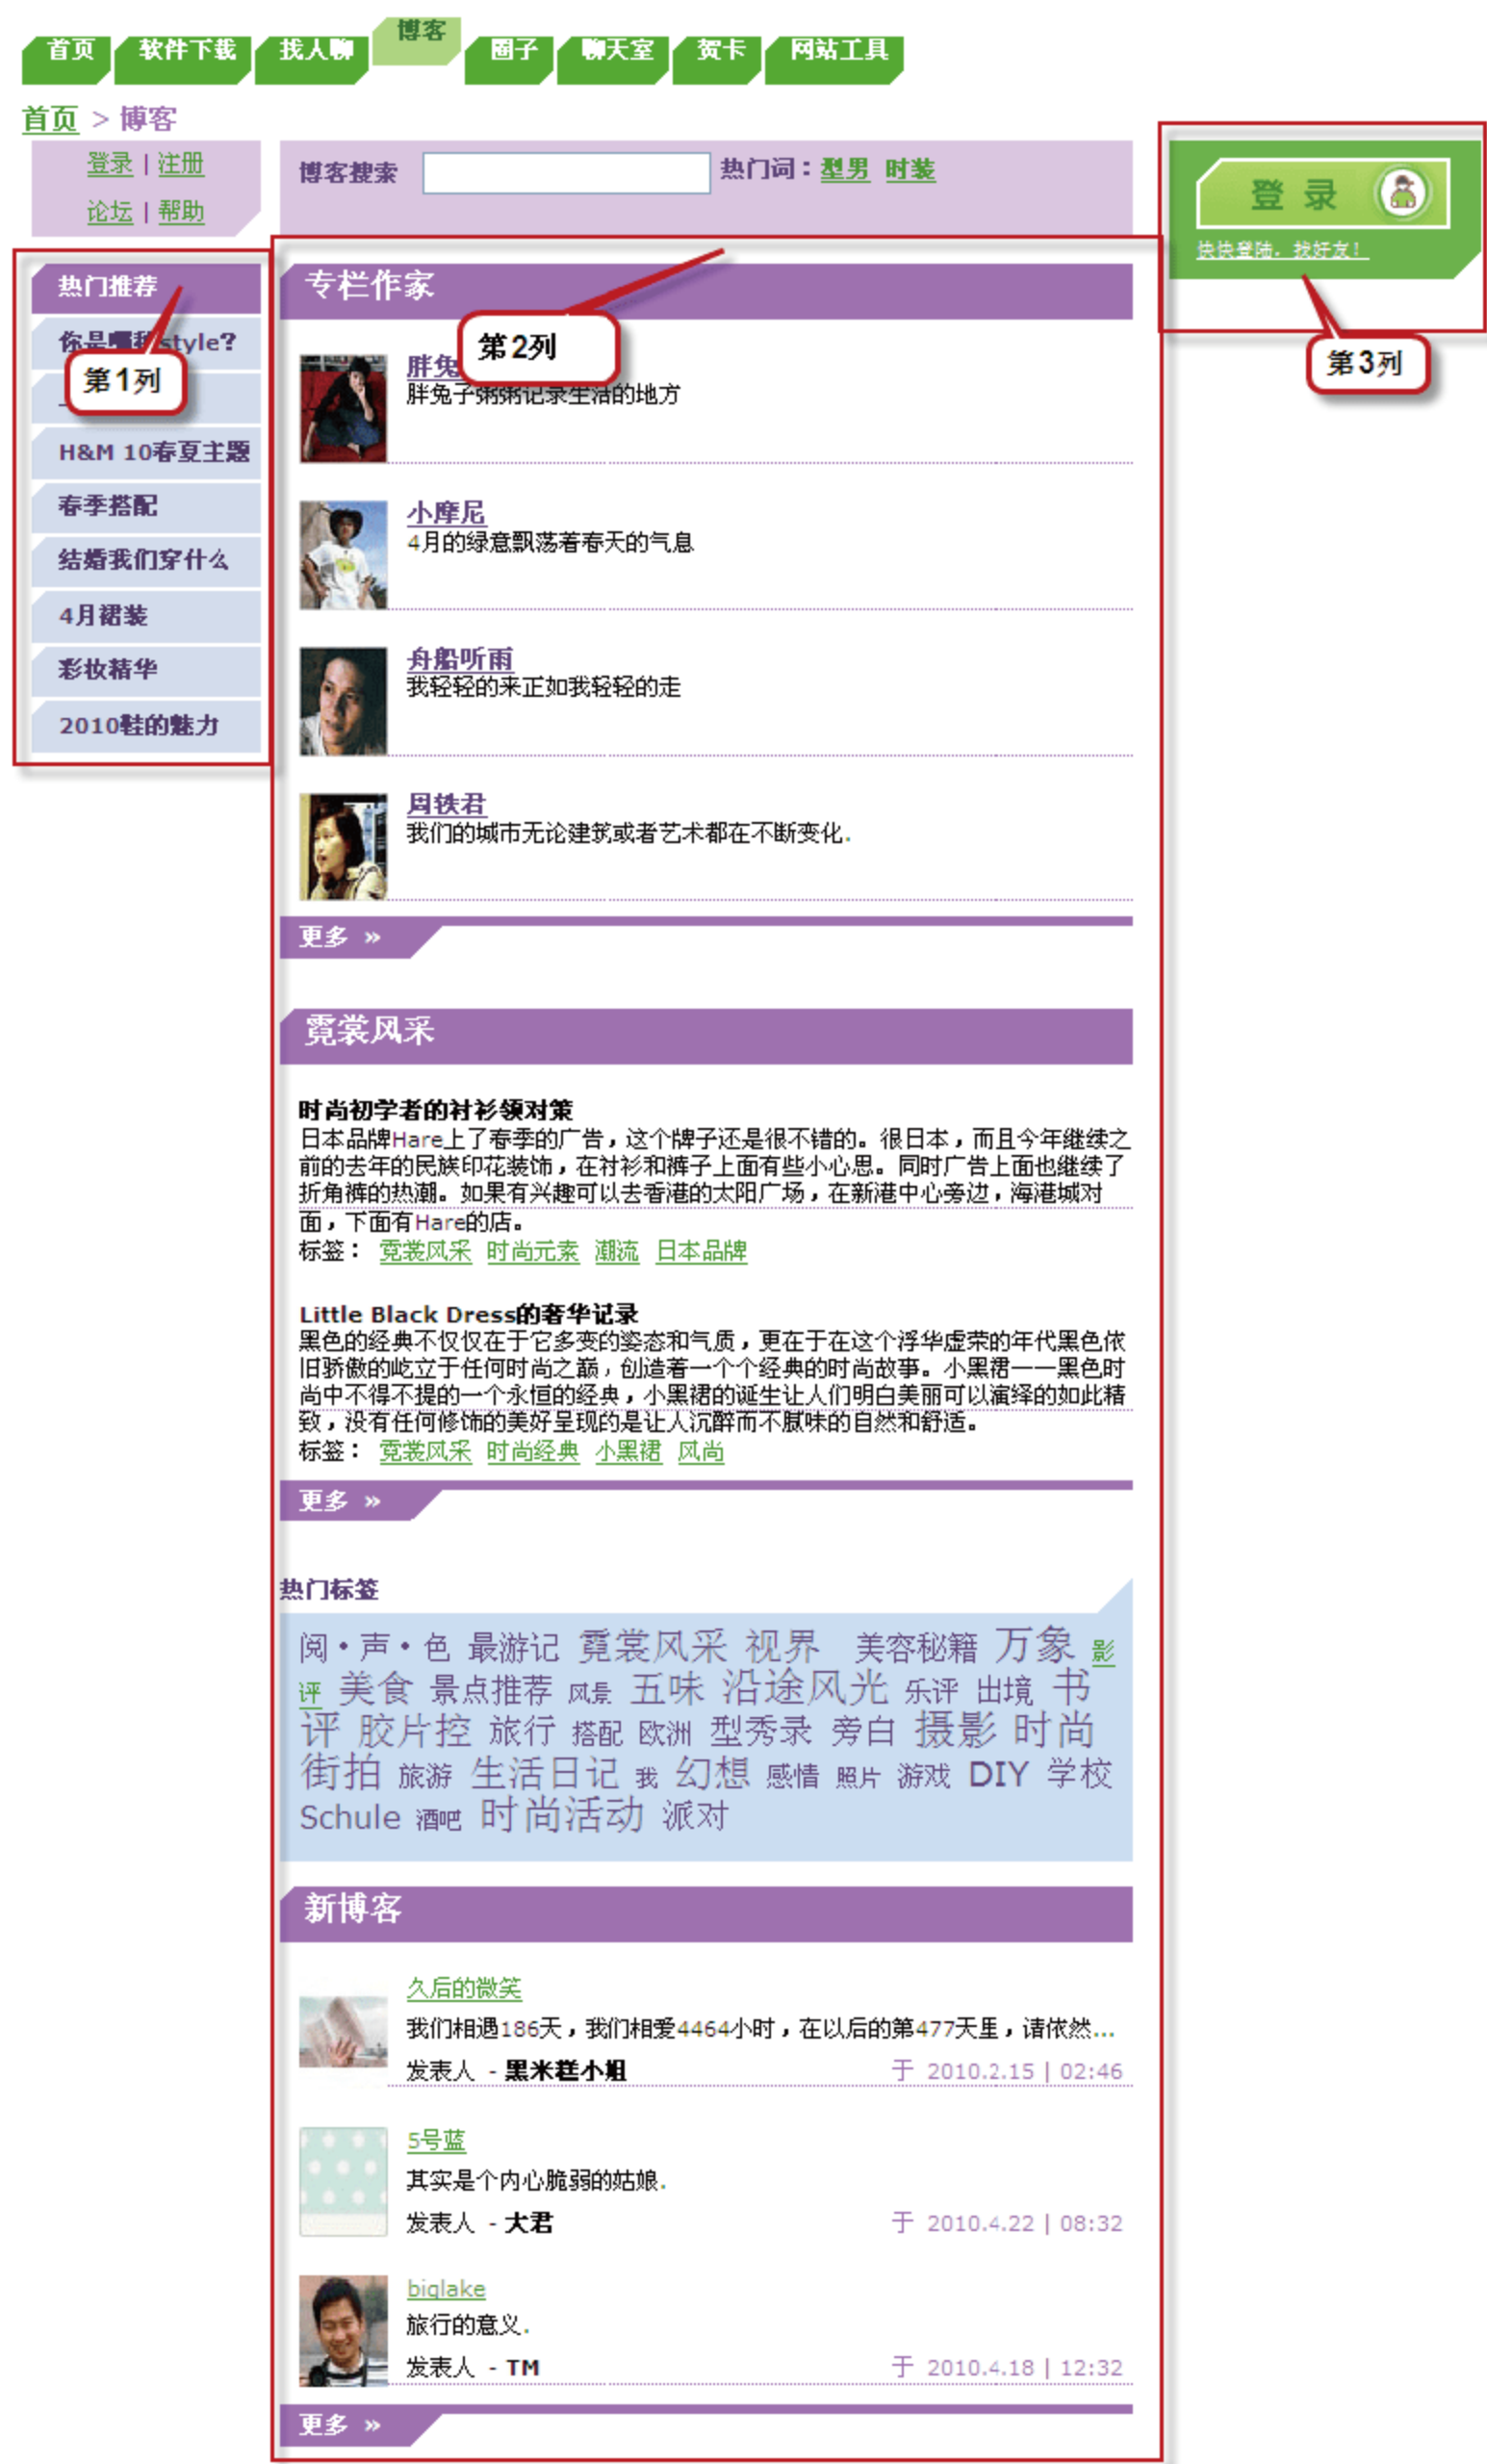 首页 软件下载 找人聊 博客 圈子 聊天室 贺卡 网站工具
首页 > 博客
登录 | 注册
论坛 | 帮助
博客搜索 热门词：型男 时装
登 录
快快登陆，找好友！
第3列
热门推荐
第1列
H&M 10春夏主题
春季搭配
结婚我们穿什么
4月裙装
彩妆精华
2010鞋的魅力
专栏作家
第2列
胖兔
胖兔子粥粥记录生活的地方
小摩尼
4月的绿意飘荡着春天的气息
舟船听雨
我轻轻的来正如我轻轻的走
周轶君
我们的城市无论建筑或者艺术都在不断变化.
更多 »
霓裳风采
时尚初学者的衬衫领对策
日本品牌Hare上了春季的广告，这个牌子还是很不错的。很日本，而且今年继续之
前的去年的民族印花装饰，在衬衫和裤子上面有些小心思。同时广告上面也继续了
折角裤的热潮。如果有兴趣可以去香港的太阳广场，在新港中心旁边，海港城对
面，下面有Hare的店。
标签： 霓裳风采 时尚元素 潮流 日本品牌
Little Black Dress的奢华记录
黑色的经典不仅仅在于它多变的姿态和气质，更在于在这个浮华虚荣的年代黑色依
旧骄傲的屹立于任何时尚之巅，创造着一个个经典的时尚故事。小黑裙——黑色时
尚中不得不提的一个永恒的经典，小黑裙的诞生让人们明白美丽可以演绎的如此精
致，没有任何修饰的美好呈现的是让人沉醉而不腻味的自然和舒适。
标签： 霓裳风采 时尚经典 小黑裙 风尚
更多 »
热门标签
阅·声·色 最游记 霓裳风采 视界 美容秘籍 万象 影
评 美食 景点推荐 风景 五味 沿途风光 乐评 出境 书
评 胶片控 旅行 搭配 欧洲 型秀录 旁白 摄影 时尚
街拍 旅游 生活日记 我 幻想 感情 照片 游戏 DIY 学校
Schule 酒吧 时尚活动 派对
新博客
久后的微笑
我们相遇186天，我们相爱4464小时，在以后的第477天里，请依然...
发表人 - 黑米糕小姐 于 2010.2.15 | 02:46
5号蓝
其实是个内心脆弱的姑娘.
发表人 - 大君 于 2010.4.22 | 08:32
biglake
旅行的意义.
发表人 - TM 于 2010.4.18 | 12:32
更多 »